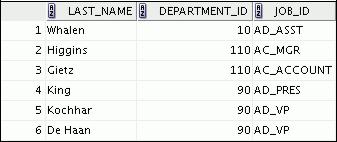 LAST_NAME DEPARTMENT_ID JOB_ID
1 Whalen 10 AD_ASST
2 Higgins 110 AC_MGR
3 Gietz 110 AC_ACCOUNT
4 King 90 AD_PRES
5 Kochhar 90 AD_VP
6 De Haan 90 AD_VP